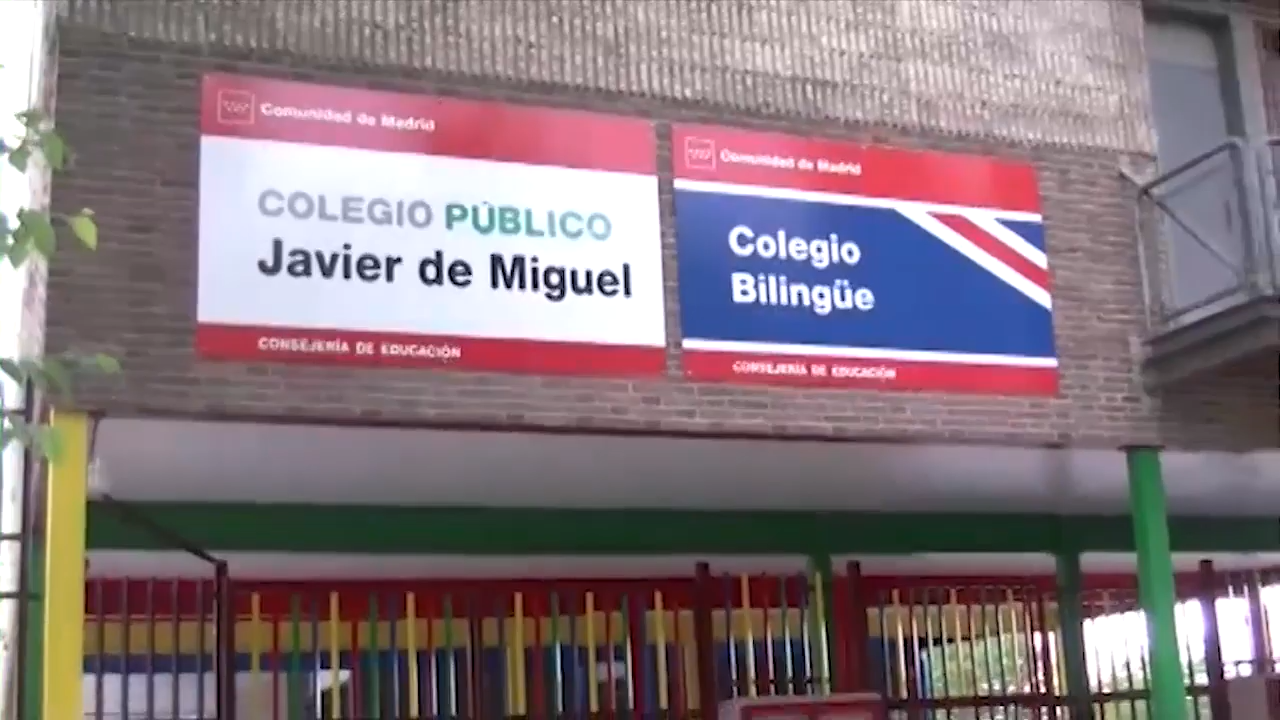 Comunidad de Madrid
COLEGIO PÚBLICO
Javier de Miguel
CONSEJERÍA DE EDUCACIÓN
Comunidad de Madrid
Colegio
Bilingüe
CONSEJERÍA DE EDUCACIÓN